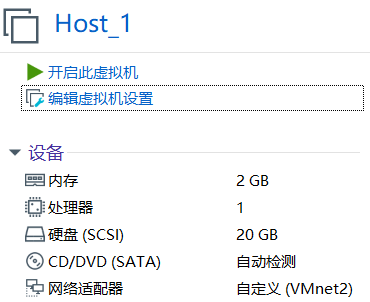 Host_1
开启此虚拟机
编辑虚拟机设置
设备
内存 2 GB
处理器 1
硬盘 (SCSI) 20 GB
CD/DVD (SATA) 自动检测
网络适配器 自定义 (VMnet2)